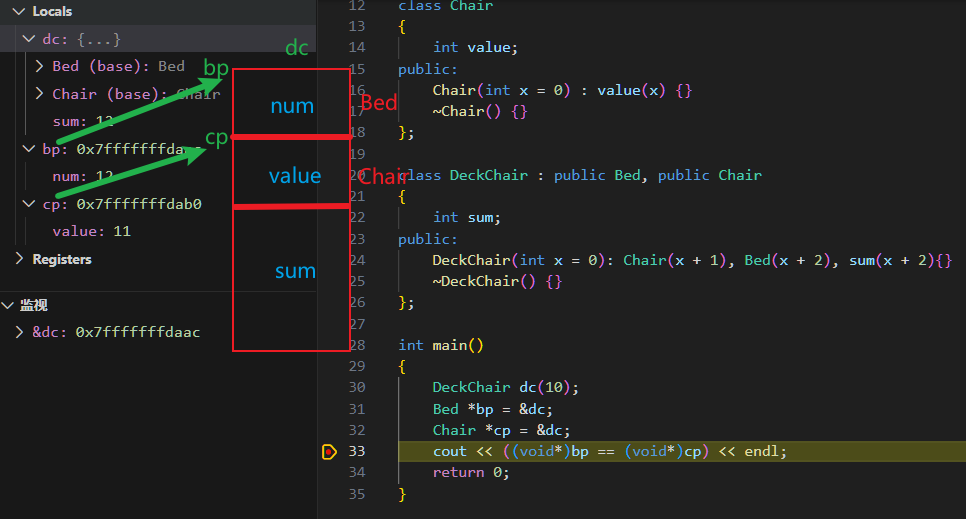 Locals
dc: {...}
Bed (base): Bed
Chair (base): Chair
sum: 12
bp:
num: 12
cp: 0x7fffffffdab0
value: 11
Registers
监视
&dc: 0x7fffffffdaac
dc
bp
num
Bed
cp
value
Chair
sum
12 class Chair
13 {
14 int value;
15 public:
16 Chair(int x = 0) : value(x) {}
17 ~Chair() {}
18 };
19
20 class DeckChair : public Bed, public Chair
21 {
22 int sum;
23 public:
24 DeckChair(int x = 0): Chair(x + 1), Bed(x + 2), sum(x + 2){}
25 ~DeckChair() {}
26 };
27
28 int main()
29 {
30 DeckChair dc(10);
31 Bed *bp = &dc;
32 Chair *cp = &dc;
33 cout << ((void*)bp == (void*)cp) << endl;
34 return 0;
35 }